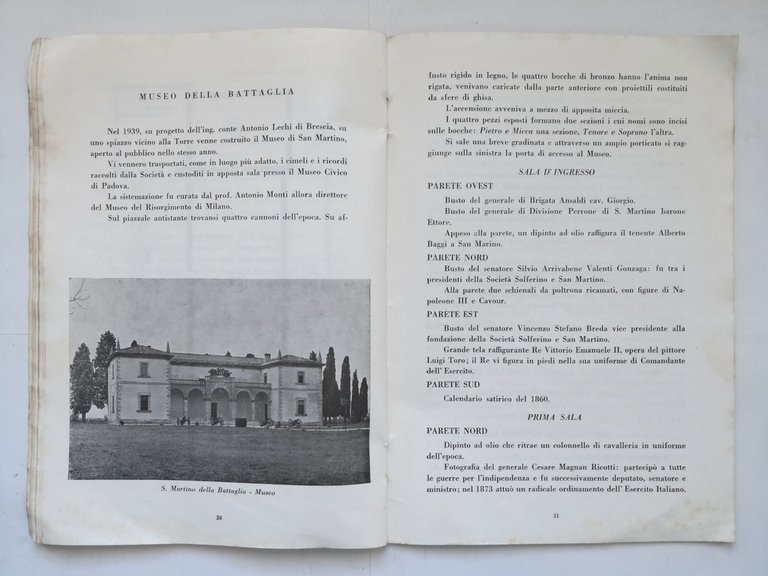 MUSEO DELLA BATTAGLIA
Nel 1939, su progetto dell'ing. conte Antonio Lechi di Brescia, su
uno spiazzo vicino alla Torre venne costruito il Museo di San Martino,
aperto al pubblico nello stesso anno.
Vi vennero trasportati, come in luogo più adatto, i cimeli e i ricordi
raccolti dalla Società e custoditi in apposita sala presso il Museo Civico
di Padova.
La sistemazione fu curata dal prof. Antonio Monti allora direttore
del Museo del Risorgimento di Milano.
Sul piazzale antistante trovansi quattro cannoni dell'epoca. Su af-
S. Martino della Battaglia - Museo
30
fusto rigido in legno, le quattro bocche di bronzo hanno l'anima non
rigata, venivano caricate dalla parte anteriore con proiettili costituiti
da sfere di ghisa.
L'accensione avveniva a mezzo di apposita miccia.
I quattro pezzi esposti formano due sezioni i cui nomi sono incisi
sulle bocche: Pietro e Micca una sezione, Tenore e Soprano l'altra.
Si sale una breve gradinata e attraverso un ampio porticato si rag-
giunge sulla sinistra la porta di accesso al Museo.
SALA D'INGRESSO
PARETE OVEST
Busto del generale di Brigata Ansaldi cav. Giorgio.
Busto del generale di Divisione Perrone di S. Martino barone
Ettore.
Appeso alla parete, un dipinto ad olio raffigura il tenente Alberto
Baggi a San Marino.
PARETE NORD
Busto del senatore Silvio Arrivabene Valenti Gonzaga: fu tra i
presidenti della Società Solferino e San Martino.
Alla parete due schienali da poltrona ricamati, con figure di Na-
poleone III e Cavour.
PARETE EST
Busto del senatore Vincenzo Stefano Breda vice presidente alla
fondazione della Società Solferino e San Martino.
Grande tela raffigurante Re Vittorio Emanuele II, opera del pittore
Luigi Toro; il Re vi figura in piedi nella sua uniforme di Comandante
dell'Esercito.
PARETE SUD
Calendario satirico del 1860.
PRIMA SALA
PARETE NORD
Dipinto ad olio che ritrae un colonnello di cavalleria in uniforme
dell'epoca.
Fotografia del generale Cesare Magnan Ricotti: partecipò a tutte
le guerre per l'indipendenza e fu successivamente deputato, senatore e
ministro; nel 1873 attuò un radicale ordinamento dell'Esercito Italiano.
31